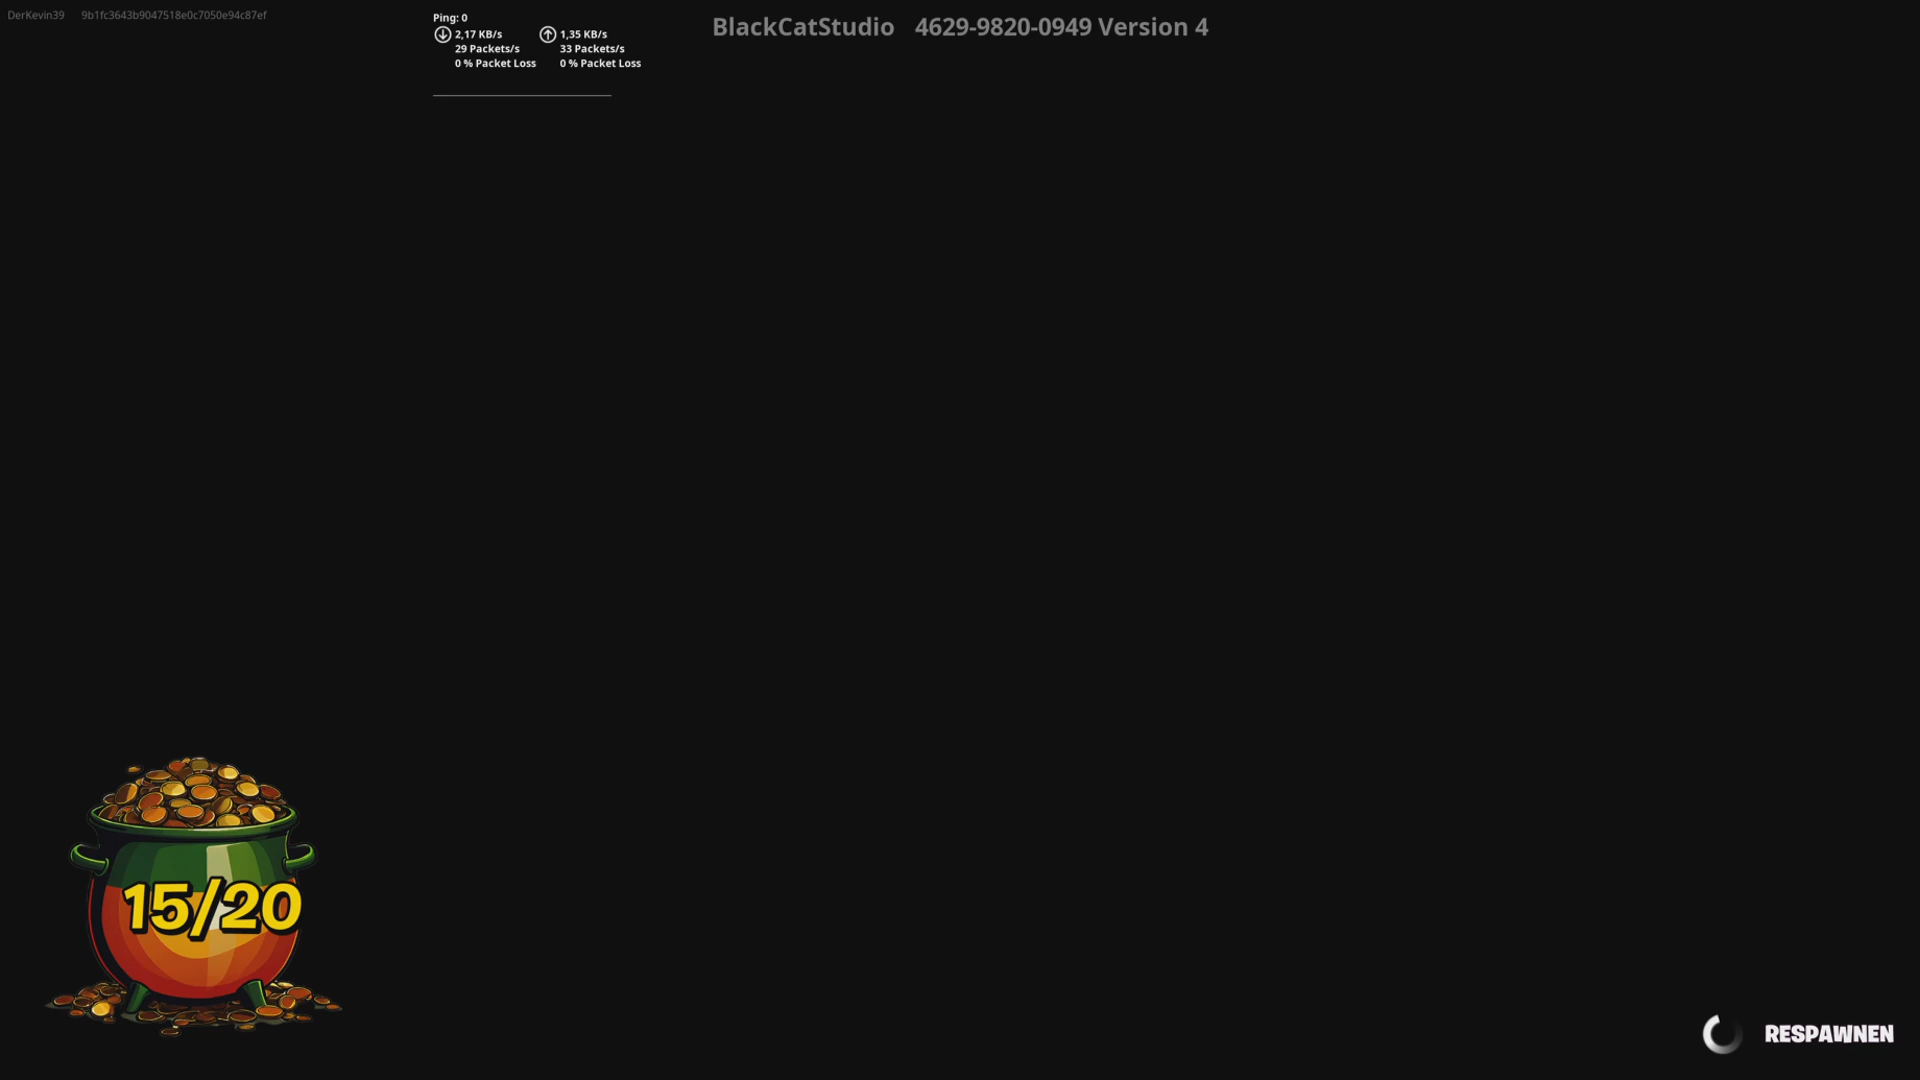 DerKevin39 9b1fc3643b9047518e0c7050e94c87ef
Ping: 0
2,17 KB/s 1,35 KB/s
29 Packets/s 33 Packets/s
0 % Packet Loss 0 % Packet Loss
BlackCatStudio 4629-9820-0949 Version 4
15/20
RESPAWNEN